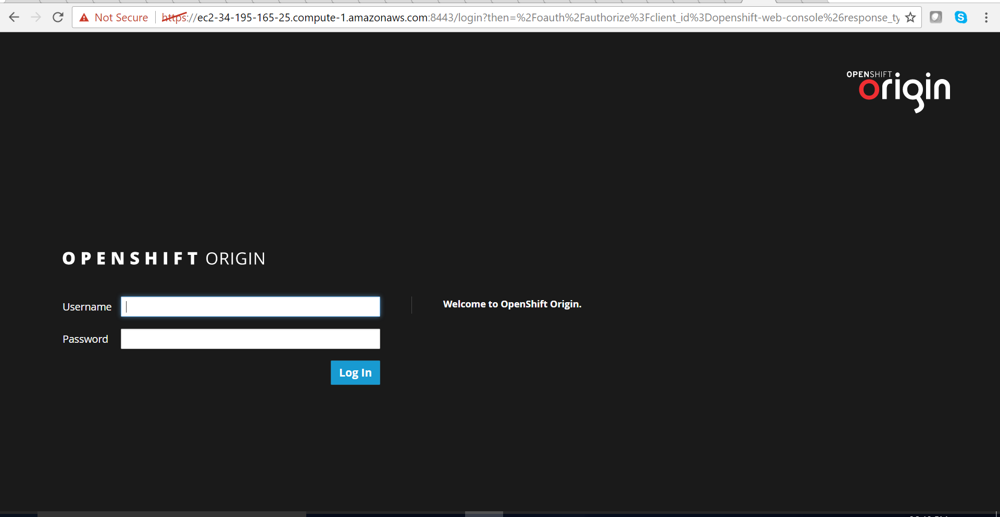 Not Secure https://ec2-34-195-165-25.compute-1.amazonaws.com:8443/login?then=%2Foauth%2Fauthorize%3Fclient_id%3Dopenshift-web-console%26response_ty
OPENSHIFT
origin
OPENSHIFT ORIGIN
Username
Welcome to OpenShift Origin.
Password
Log In